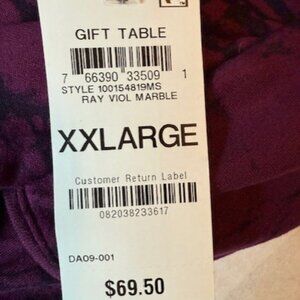 GIFT TABLE
7 66390 33509 1
STYLE 100154819MS
RAY VIOL MARBLE
XXLARGE
Customer Return Label
082038233617
DA09-001
$69.50